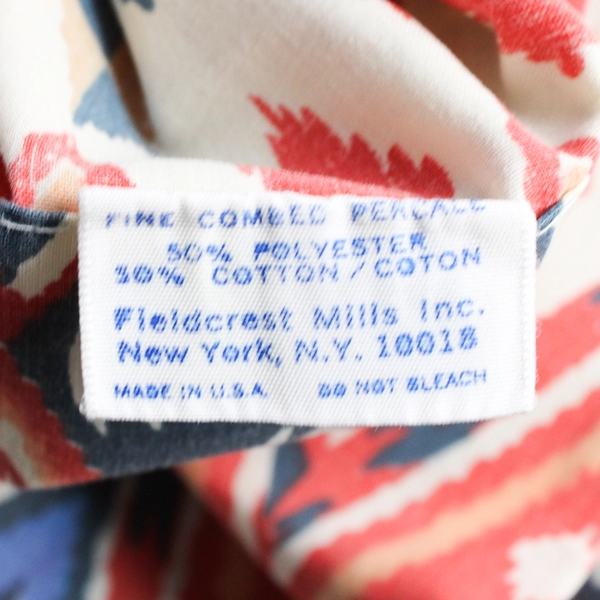 FINE COMBED PERCALE
50% POLYESTER
50% COTTON / COTON
Fieldcrest Mills Inc.
New York, N.Y. 10018
MADE IN U.S.A. DO NOT BLEACH